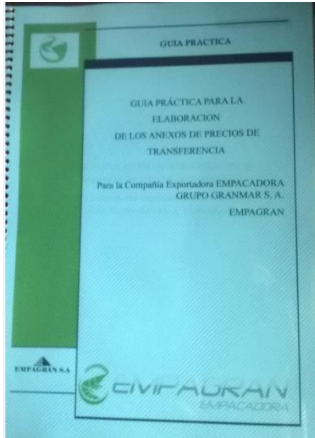 GUIA PRACTICA
GUIA PRÁCTICA PARA LA
ELABORACION
DE LOS ANEXOS DE PRECIOS DE
TRANSFERENCIA
Para la Compañía Exportadora EMPACADORA
GRUPO GRANMAR S. A.
EMPAGRAN
EMPAGRAN S.A
EMPAGRAN
EMPACADORA